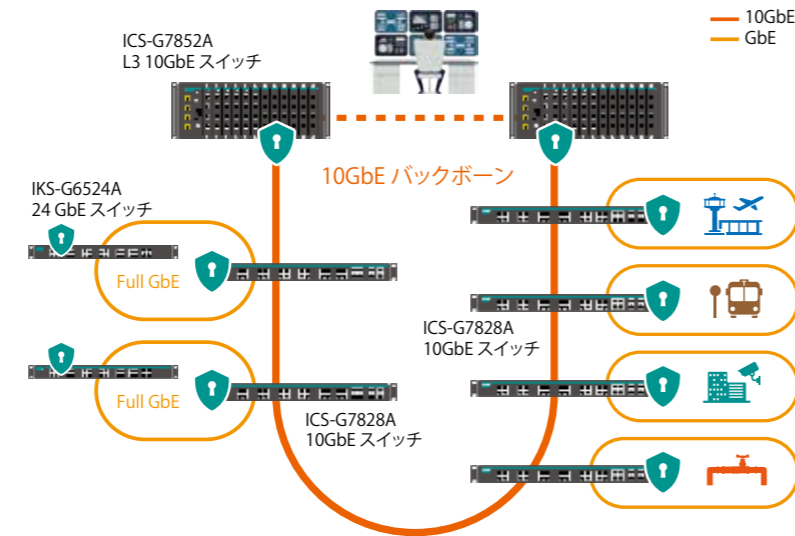 ICS-G7852A
L3 10GbE スイッチ
10GbE
GbE
10GbE バックボーン
IKS-G6524A
24 GbE スイッチ
Full GbE
Full GbE
ICS-G7828A
10GbE スイッチ
ICS-G7828A
10GbE スイッチ